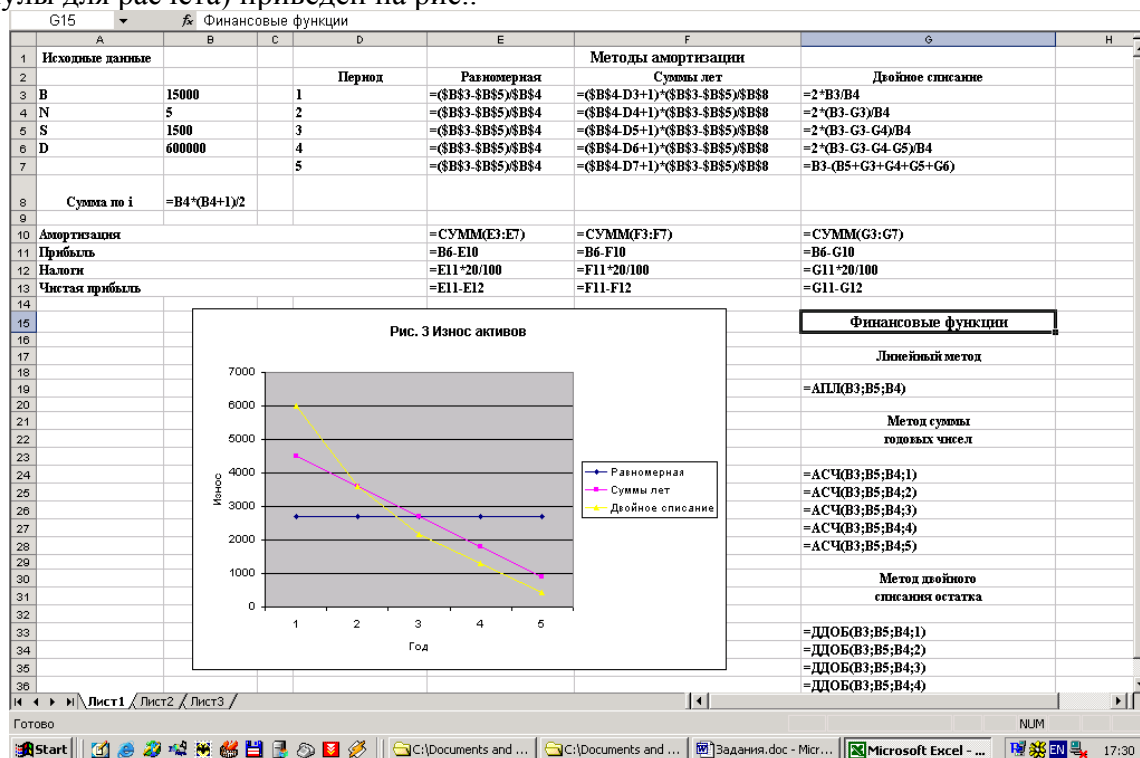 улы для расчета) приведен на рис..
G15 fx Финансовые функции
A B C D E F G H
1 Исходные данные Методы амортизации
2 Период Равномерная Суммы лет Двойное списание
3 B 15000 1 =($B$3-$B$5)/$B$4 =($B$4-D3+1)*($B$3-$B$5)/$B$8 =2*B3/B4
4 N 5 2 =($B$3-$B$5)/$B$4 =($B$4-D4+1)*($B$3-$B$5)/$B$8 =2*(B3-G3)/B4
5 S 1500 3 =($B$3-$B$5)/$B$4 =($B$4-D5+1)*($B$3-$B$5)/$B$8 =2*(B3-G3-G4)/B4
6 D 600000 4 =($B$3-$B$5)/$B$4 =($B$4-D6+1)*($B$3-$B$5)/$B$8 =2*(B3-G3-G4-G5)/B4
7 5 =($B$3-$B$5)/$B$4 =($B$4-D7+1)*($B$3-$B$5)/$B$8 =B3-(B5+G3+G4+G5+G6)
8 Сумма по i =B4*(B4+1)/2
9
10 Амортизация =СУММ(E3:E7) =СУММ(F3:F7) =СУММ(G3:G7)
11 Прибыль =B6-E10 =B6-F10 =B6-G10
12 Налоги =E11*20/100 =F11*20/100 =G11*20/100
13 Чистая прибыль =E11-E12 =F11-F12 =G11-G12
14
15 Финансовые функции
16
17 Линейный метод
18
19 =АПЛ(B3;B5;B4)
20
21 Метод суммы
22 годовых чисел
23
24 =АСЧ(B3;B5;B4;1)
25 =АСЧ(B3;B5;B4;2)
26 =АСЧ(B3;B5;B4;3)
27 =АСЧ(B3;B5;B4;4)
28 =АСЧ(B3;B5;B4;5)
29
30 Метод двойного
31 списания остатка
32
33 =ДДОБ(B3;B5;B4;1)
34 =ДДОБ(B3;B5;B4;2)
35 =ДДОБ(B3;B5;B4;3)
36 =ДДОБ(B3;B5;B4;4)
Рис. 3 Износ активов
7000
6000
5000
4000
3000
2000
1000
0
Износ
1 2 3 4 5
Год
Равномерная
Суммы лет
Двойное списание
Лист1 Лист2 Лист3
Готово NUM
Start C:\Documents and ... C:\Documents and ... Задания.doc - Micr... Microsoft Excel - ... EN 17:30